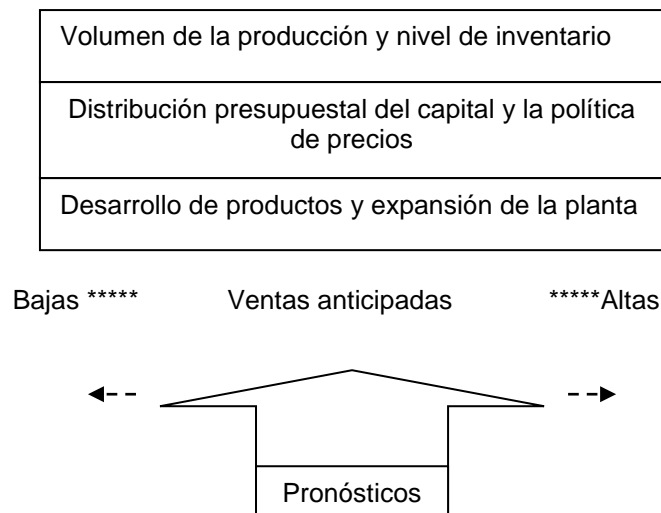 Volumen de la producción y nivel de inventario
Distribución presupuestal del capital y la política
de precios
Desarrollo de productos y expansión de la planta
Bajas ***** Ventas anticipadas *****Altas
Pronósticos